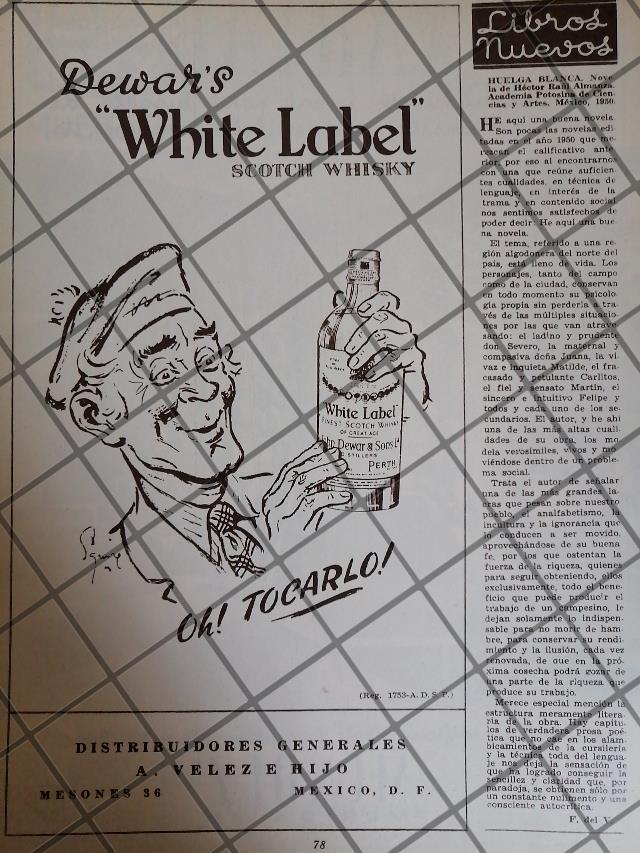 Dewar's
"White Label"
SCOTCH WHISKY
White Label
FINEST SCOTCH WHISKY
OF GREAT AGE
John Dewar & Sons Ltd
DISTILLERS
PERTH
Oh! TOCARLO!
(Reg. 1753-A. D. S. P.)
DISTRIBUIDORES GENERALES
A. VELEZ E HIJO
MESONES 36 MEXICO, D. F.
78
Libros
Nuevos
HUELGA BLANCA. Nove
la de Héctor Raúl Almanza.
Academia Potosina de Cien-
cias y Artes. México, 1950.
HE aquí una buena novela.
Son pocas las novelas edi-
tadas en el año 1950 que me-
rezcan el calificativo ante
rior, por eso al encontrarnos
con una que reúne suficien
tes cualidades, en técnica de
lenguaje, en interés de la
trama y en contenido social
nos sentimos satisfechos de
poder decir: He aquí una bue
na novela.
El tema, referido a una re-
gión algodonera del norte del
país, está lleno de vida. Los
personajes, tanto del campo
como de la ciudad, conservan
en todo momento su psicolo
gía propia sin perderla a tra-
vés de las múltiples situacio-
nes por las que van atrave
sando: el ladino y prudente
don Severo, la maternal y
compasiva doña Juana, la vi-
vaz e inquieta Matilde, el fra-
casado y petulante Carlitos,
el fiel y sensato Martín, el
sincero e intuitivo Felipe y
todos y cada uno de los se-
cundarios. El autor, y he ahí
una de las más altas cuali-
dades de su obra, los mo
dela verosímiles, vivos y mo
viéndose dentro de un proble-
ma social.
Trata el autor de señalar
una de las más grandes
ras que pesan sobre nuestro
pueblo, el analfabetismo, la
incultura y la ignorancia que
lo conducen a ser movido,
aprovechándose de su buena
fe, por los que ostentan la
fuerza de la riqueza, quienes
para seguir obteniendo, ellos
exclusivamente, todo el bene-
ficio que puede producir el
trabajo de un campesino, le
dejan solamente lo indispen-
sable para no morir de ham-
bre, para conservar su rendi-
miento y la ilusión, cada vez
renovada, de que en la pró-
xima cosecha podrá gozar de
una parte de la riqueza que
produce su trabajo.
Merece especial mención la
estructura meramente litera-
ria de la obra. Hay capítu-
los de verdadera prosa poé-
tica que no cae en los alam-
bicamientos de la cursilería
y la técnica toda del lengua-
je nos deja la sensación de
que ha logrado conseguir la
sencillez y claridad que, por
paradoja, se obtienen sólo por
un constante pulimento y una
consciente autocrítica.
F. del V.